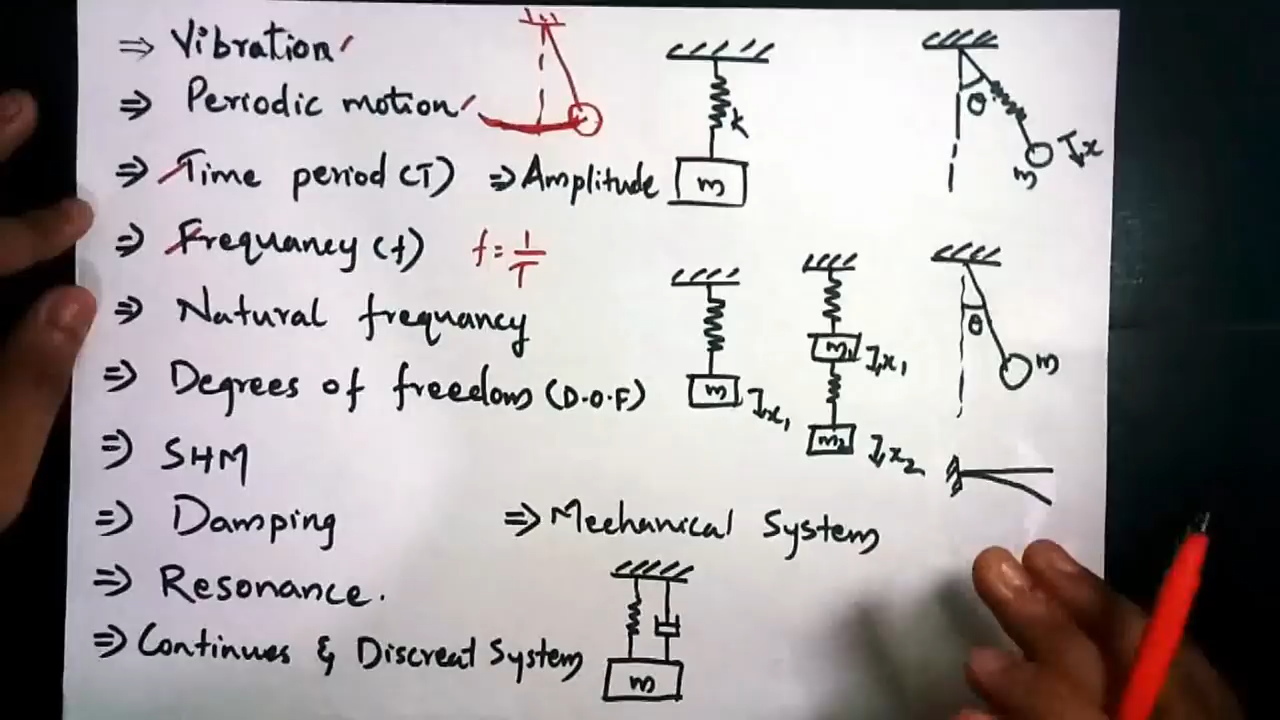 ⇒ Vibration
⇒ Periodic motion
⇒ Time period (T) ⇒ Amplitude
⇒ Frequancy (f) f = 1/T
⇒ Natural frequancy
⇒ Degrees of freedom (D.O.F)
⇒ SHM
⇒ Damping ⇒ Mechanical System
⇒ Resonance.
⇒ Continues & Discreat System
k
m
θ
m
x
m
x1
m1
x1
m2
x2
θ
m
m